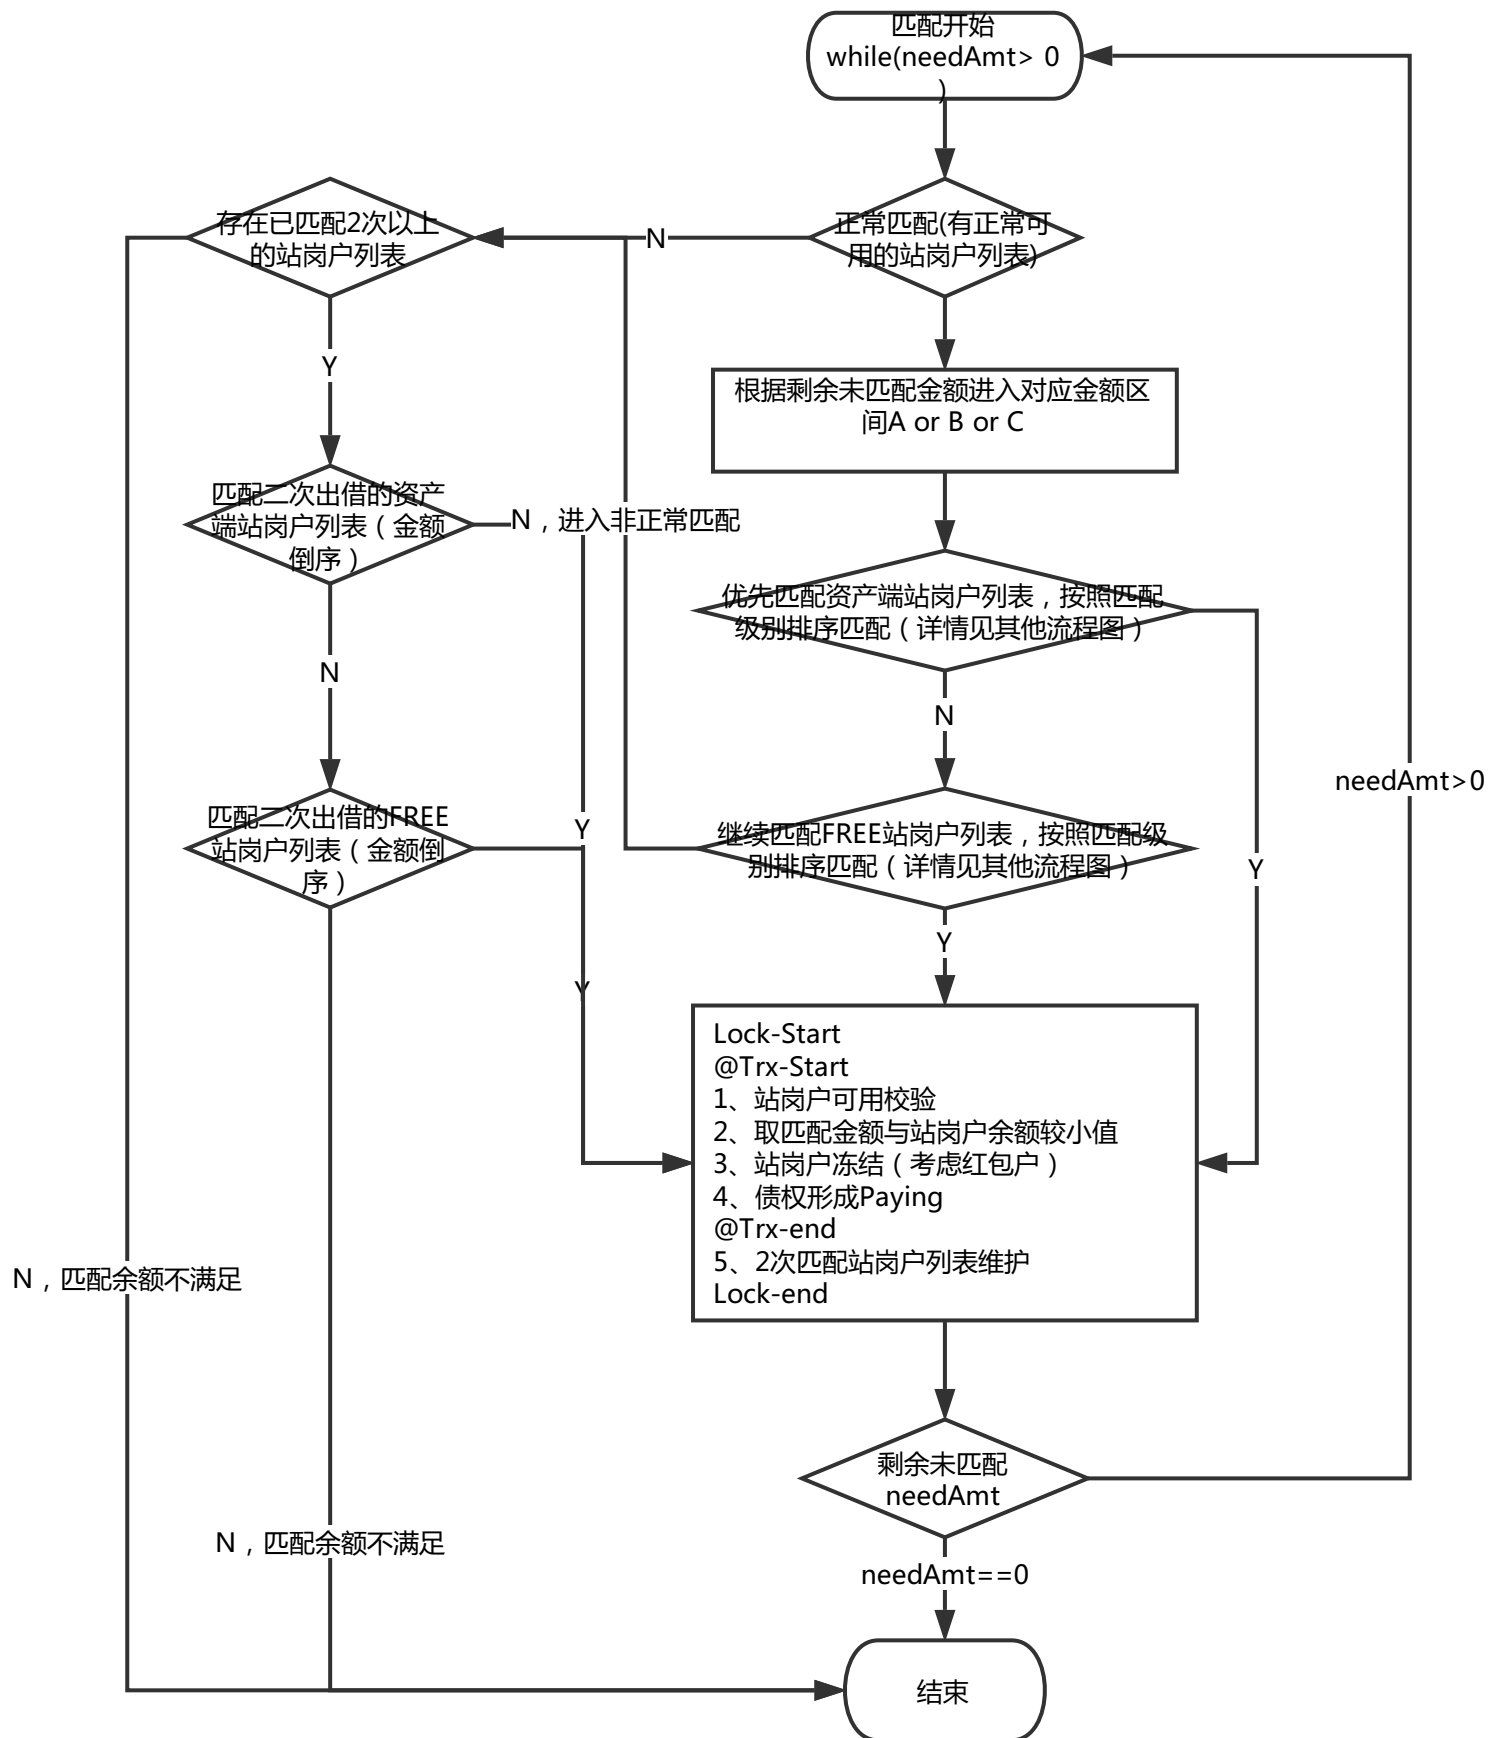 匹配开始
while(needAmt> 0
)
存在已匹配2次以上
的站岗户列表
N
正常匹配(有正常可
用的站岗户列表)
Y
根据剩余未匹配金额进入对应金额区
间A or B or C
匹配二次出借的资产
端站岗户列表（金额
倒序）
N，进入非正常匹配
优先匹配资产端站岗户列表，按照匹配
级别排序匹配（详情见其他流程图）
N
N
needAmt>0
匹配二次出借的FREE
站岗户列表（金额倒
序）
Y
继续匹配FREE站岗户列表，按照匹配级
别排序匹配（详情见其他流程图）
Y
Y
Y
Lock-Start
@Trx-Start
1、站岗户可用校验
2、取匹配金额与站岗户余额较小值
3、站岗户冻结（考虑红包户）
4、债权形成Paying
@Trx-end
5、2次匹配站岗户列表维护
Lock-end
N，匹配余额不满足
剩余未匹配
needAmt
N，匹配余额不满足
needAmt==0
结束